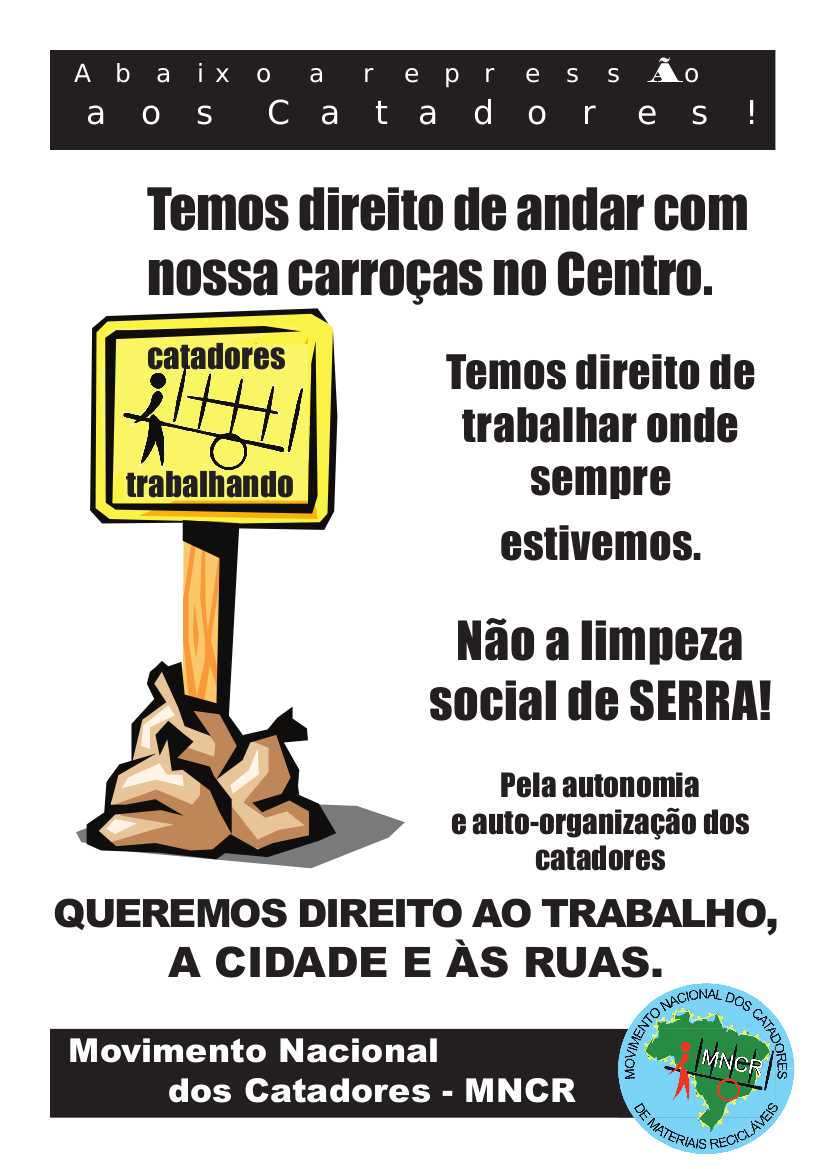 Abaixo a repressÃo
aos Catadores!
Temos direito de andar com
nossa carroças no Centro.
catadores
trabalhando
Temos direito de
trabalhar onde
sempre
estivemos.
Não a limpeza
social de SERRA!
Pela autonomia
e auto-organização dos
catadores
QUEREMOS DIREITO AO TRABALHO,
A CIDADE E ÀS RUAS.
Movimento Nacional
dos Catadores - MNCR
MOVIMENTO NACIONAL DOS CATADORES
MNCR
DE MATERIAIS RECICLÁVEIS